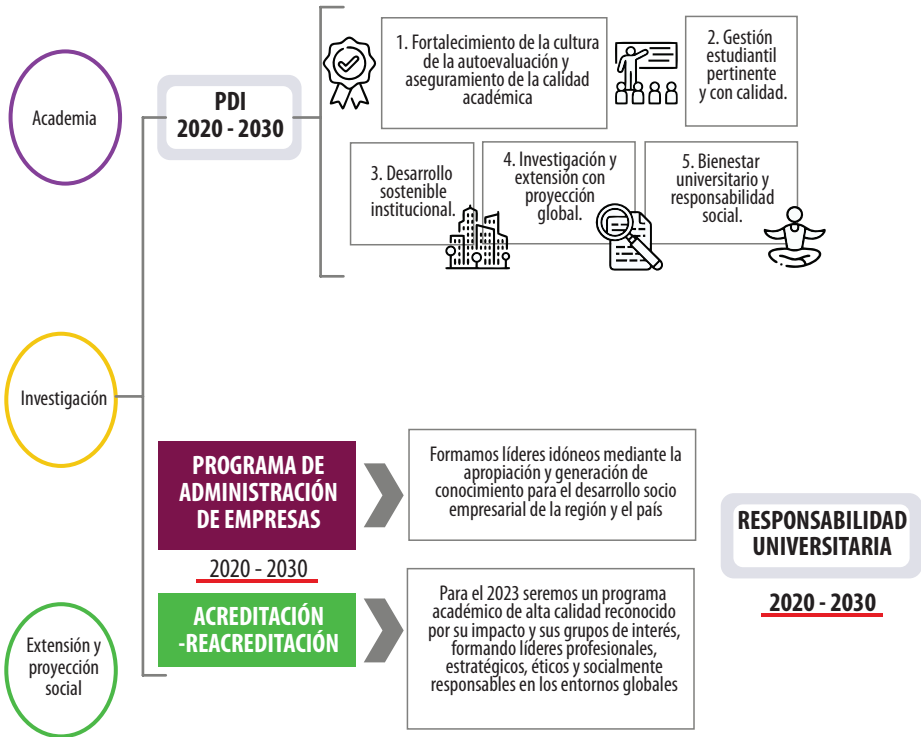 Academia
PDI
2020 - 2030
1. Fortalecimiento de la cultura
de la autoevaluación y
aseguramiento de la calidad
académica
2. Gestión
estudiantil
pertinente
y con calidad.
3. Desarrollo
sostenible
institucional.
4. Investigación y
extensión con
proyección
global.
5. Bienestar
universitario y
responsabilidad
social.
Investigación
PROGRAMA DE
ADMINISTRACIÓN
DE EMPRESAS
2020 - 2030
Formamos líderes idóneos mediante la
apropiación y generación de
conocimiento para el desarrollo socio
empresarial de la región y el país
RESPONSABILIDAD
UNIVERSITARIA
2020 - 2030
Extensión y
proyección
social
ACREDITACIÓN
-REACREDITACIÓN
Para el 2023 seremos un programa
académico de alta calidad reconocido
por su impacto y sus grupos de interés,
formando líderes profesionales,
estratégicos, éticos y socialmente
responsables en los entornos globales